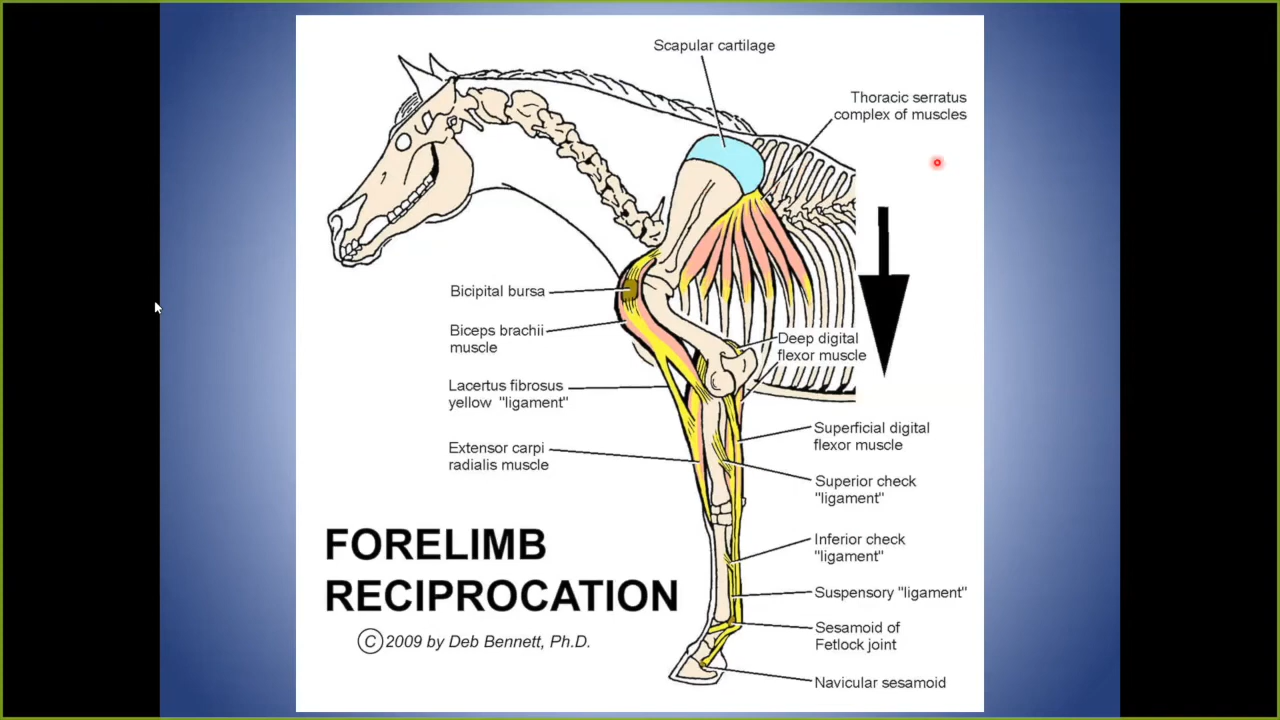 Scapular cartilage
Thoracic serratus
complex of muscles
Bicipital bursa
Biceps brachii
muscle
Deep digital
flexor muscle
Lacertus fibrosus
yellow "ligament"
Superficial digital
flexor muscle
Extensor carpi
radialis muscle
Superior check
"ligament"
Inferior check
"ligament"
Suspensory "ligament"
Sesamoid of
Fetlock joint
Navicular sesamoid
FORELIMB
RECIPROCATION
© 2009 by Deb Bennett, Ph.D.